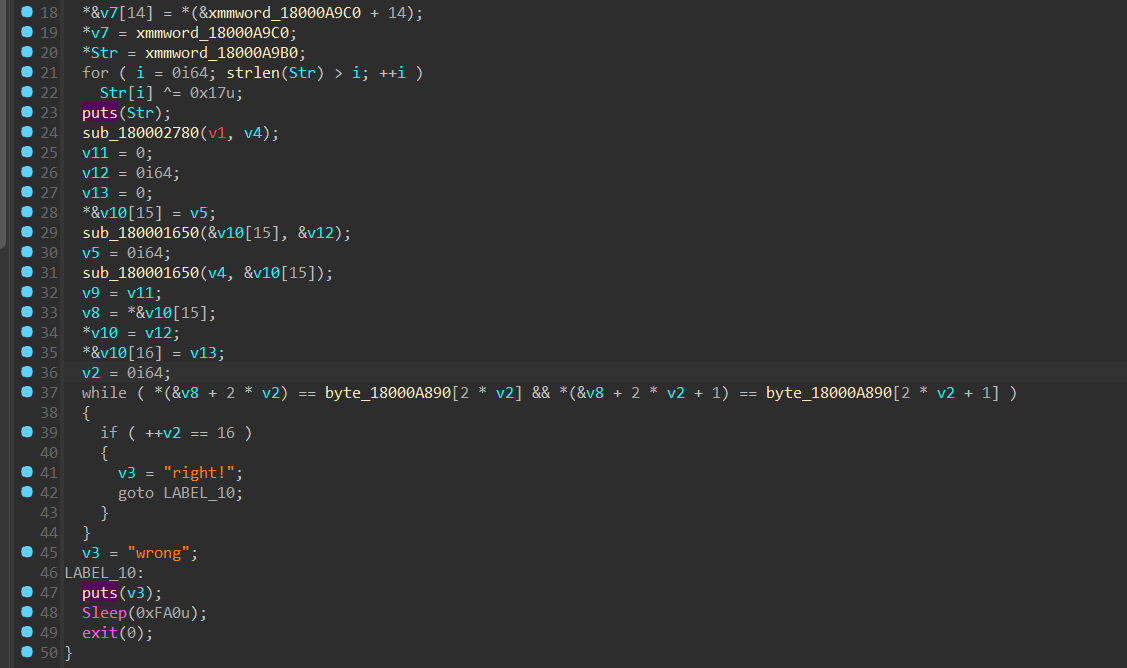 18 *&v7[14] = *(&xmmword_18000A9C0 + 14);
19 *v7 = xmmword_18000A9C0;
20 *Str = xmmword_18000A9B0;
21 for ( i = 0i64; strlen(Str) > i; ++i )
22 Str[i] ^= 0x17u;
23 puts(Str);
24 sub_180002780(v1, v4);
25 v11 = 0;
26 v12 = 0i64;
27 v13 = 0;
28 *&v10[15] = v5;
29 sub_180001650(&v10[15], &v12);
30 v5 = 0i64;
31 sub_180001650(v4, &v10[15]);
32 v9 = v11;
33 v8 = *&v10[15];
34 *v10 = v12;
35 *&v10[16] = v13;
36 v2 = 0i64;
37 while ( *(&v8 + 2 * v2) == byte_18000A890[2 * v2] && *(&v8 + 2 * v2 + 1) == byte_18000A890[2 * v2 + 1] )
38 {
39 if ( ++v2 == 16 )
40 {
41 v3 = "right!";
42 goto LABEL_10;
43 }
44 }
45 v3 = "wrong";
46 LABEL_10:
47 puts(v3);
48 Sleep(0xFA0u);
49 exit(0);
50 }